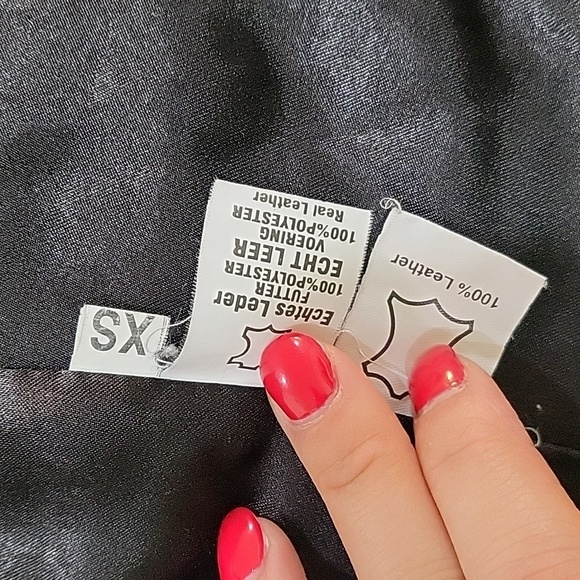 XS
Echtes Leder
FUTTER
100%POLYESTER
ECHT LEER
VOERING
100%POLYESTER
Real Leather
100% Leather